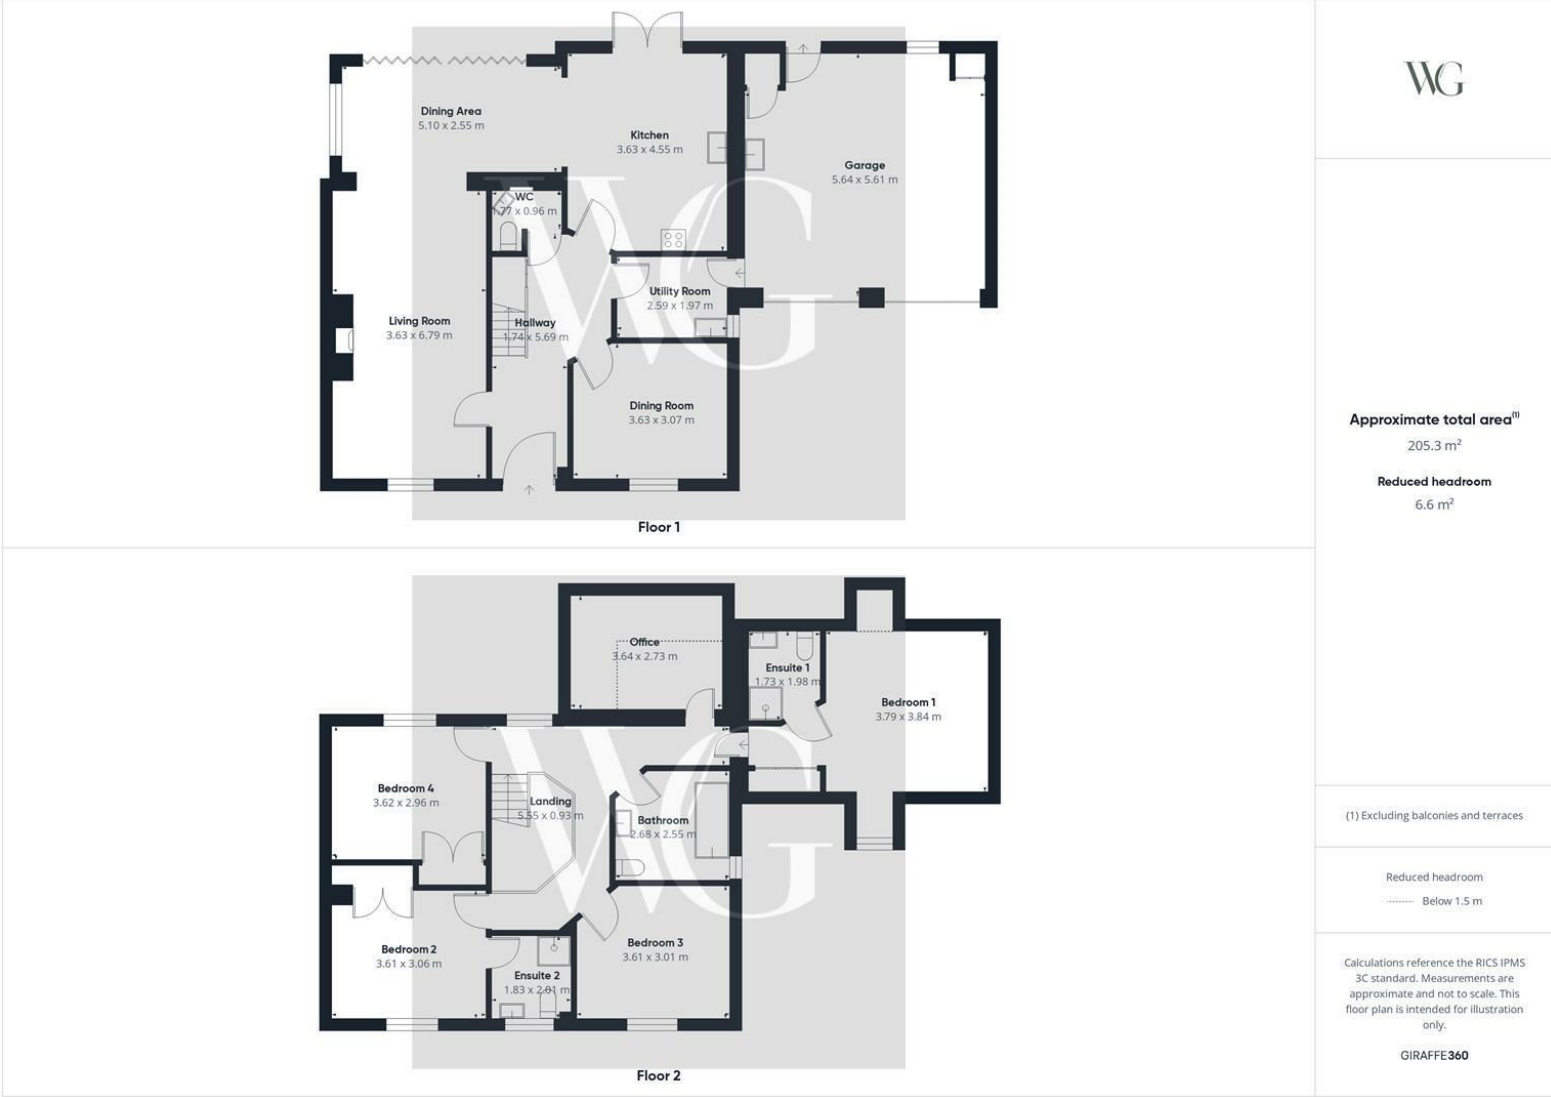 Dining Area
5.10 x 2.55 m
Kitchen
3.63 x 4.55 m
Garage
5.64 x 5.61 m
WC
1.77 x 0.96 m
Utility Room
2.59 x 1.97 m
Living Room
3.63 x 6.79 m
Hallway
1.74 x 5.69 m
Dining Room
3.63 x 3.07 m
WG
Floor 1
Office
3.64 x 2.73 m
Ensuite 1
1.73 x 1.98 m
Bedroom 1
3.79 x 3.84 m
Bedroom 4
3.62 x 2.96 m
Landing
5.55 x 0.93 m
Bathroom
2.68 x 2.55 m
Bedroom 2
3.61 x 3.06 m
Bedroom 3
3.61 x 3.01 m
Ensuite 2
1.83 x 2.01 m
WG
Floor 2
WG
Approximate total area(1)
205.3 m²
Reduced headroom
6.6 m²
(1) Excluding balconies and terraces
Reduced headroom
Below 1.5 m
Calculations reference the RICS IPMS
3C standard. Measurements are
approximate and not to scale. This
floor plan is intended for illustration
only.
GIRAFFE360